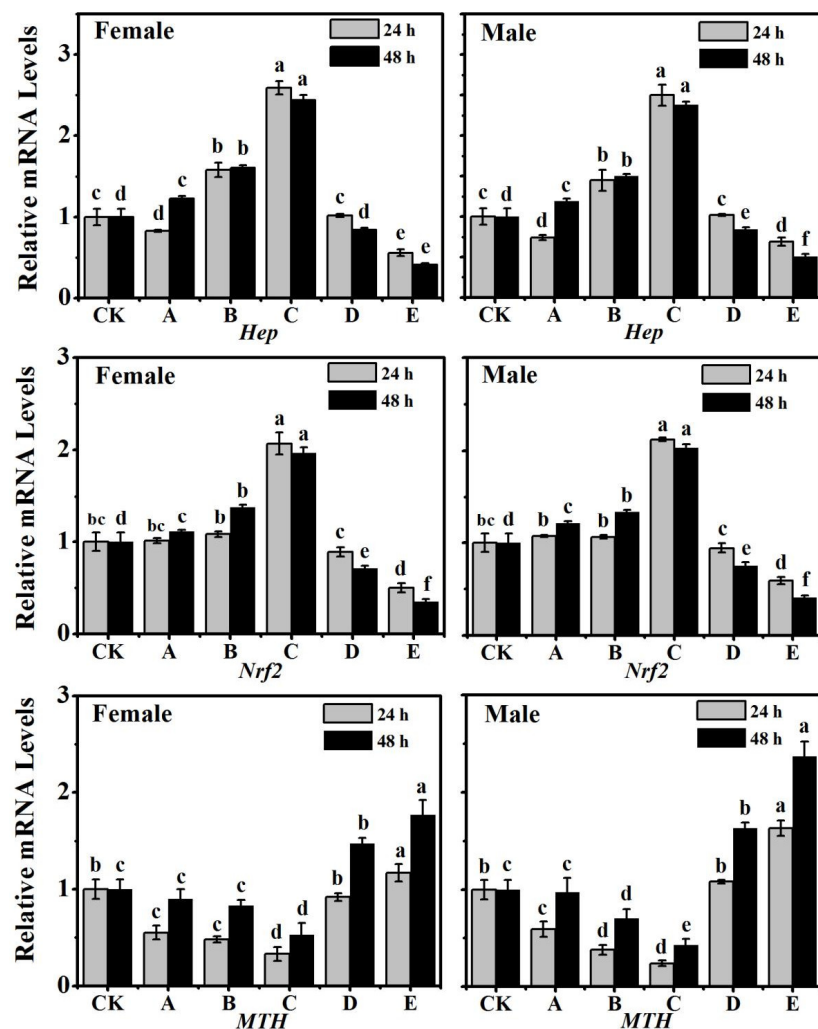 Relative mRNA Levels
3
2
1
0
Female
24 h
48 h
c d d c b b a a c d e e
CK A B C D E
Hep
Male
24 h
48 h
c d d c b b a a c d d f
CK A B C D E
Hep
Relative mRNA Levels
3
2
1
0
Female
24 h
48 h
bc d bc c b b a a c e d f
CK A B C D E
Nrf2
Male
24 h
48 h
bc d b c b b a a c e d f
CK A B C D E
Nrf2
Relative mRNA Levels
3
2
1
0
Female
24 h
48 h
b c c c c c d d b b a a
CK A B C D E
MTH
Male
24 h
48 h
b c c c d d d e b b a a
CK A B C D E
MTH